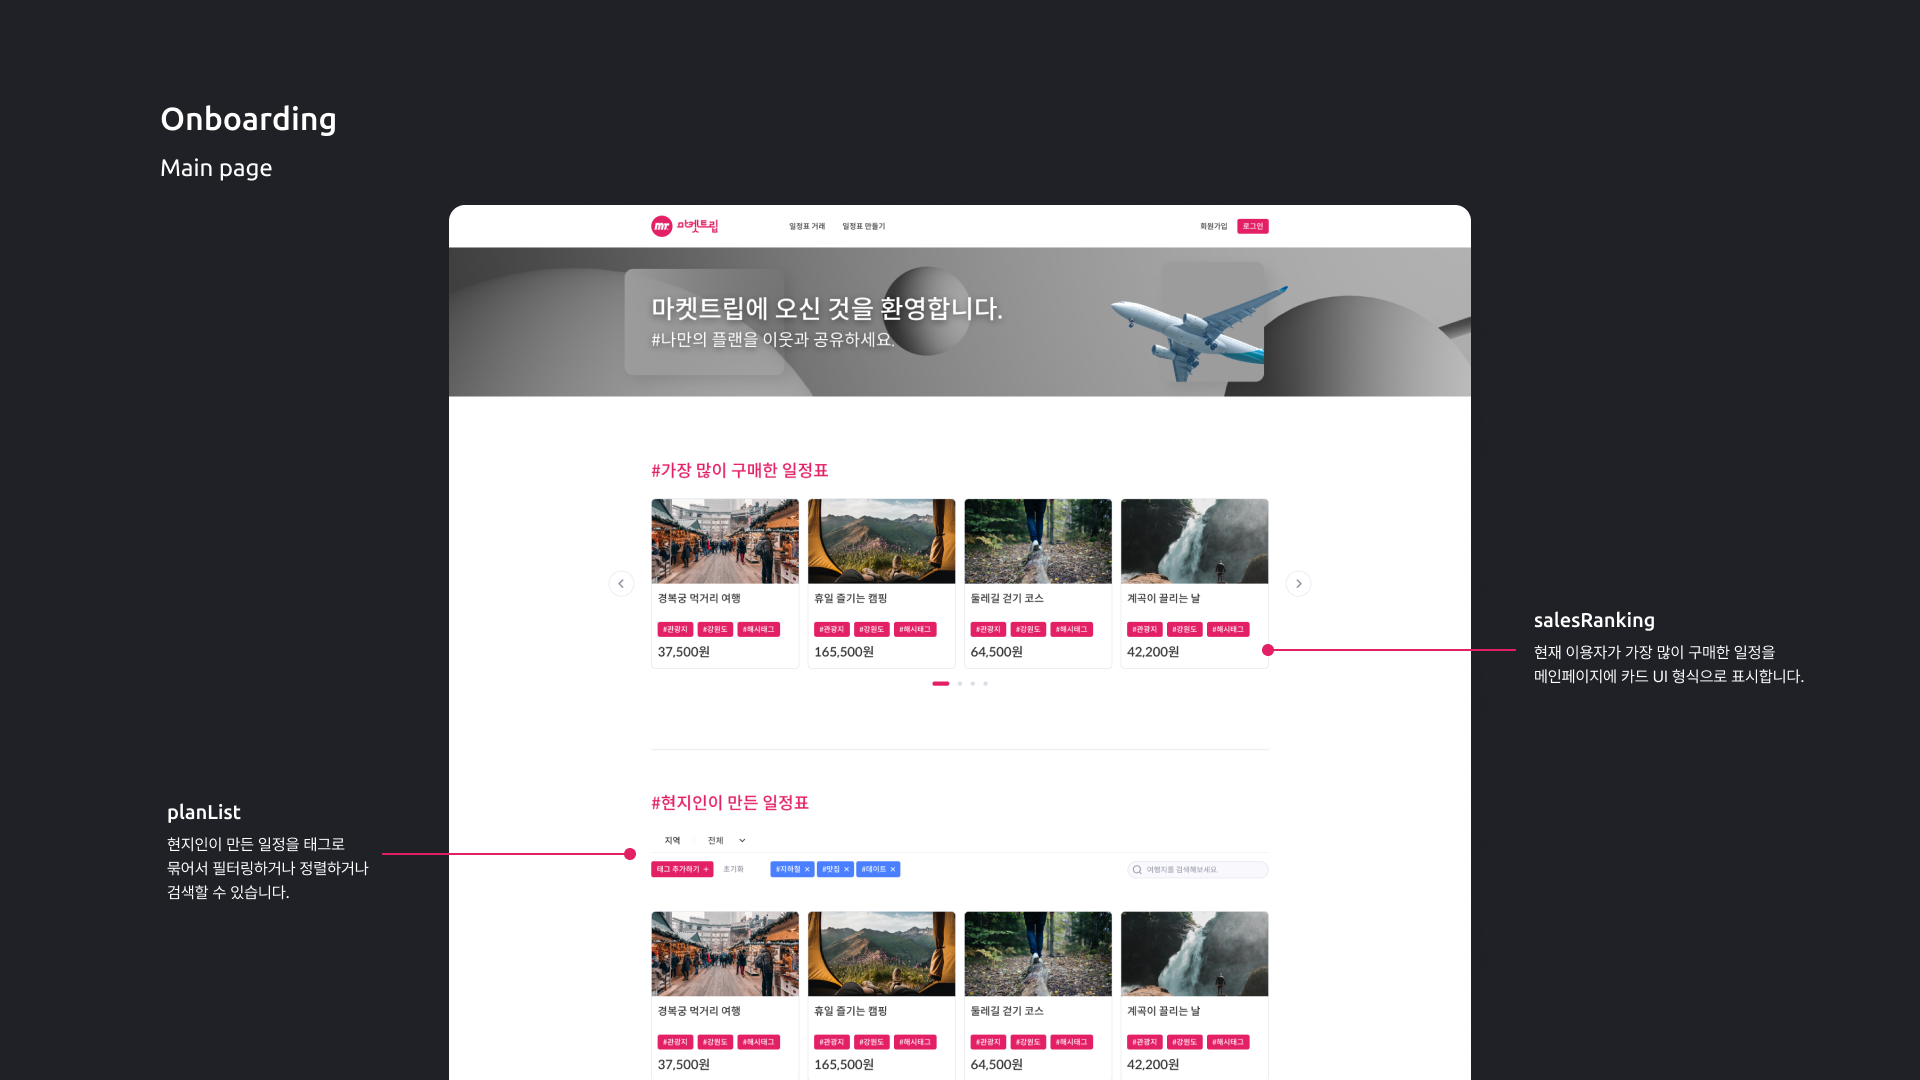 Onboarding
Main page
mr. 마켓트립
일정표 거래
일정표 만들기
회원가입
로그인
마켓트립에 오신 것을 환영합니다.
#나만의 플랜을 이웃과 공유하세요.
#가장 많이 구매한 일정표
경복궁 먹거리 여행
#관광지 #강원도 #해시태그
37,500원
휴일 즐기는 캠핑
#관광지 #강원도 #해시태그
165,500원
둘레길 걷기 코스
#관광지 #강원도 #해시태그
64,500원
계곡이 끌리는 날
#관광지 #강원도 #해시태그
42,200원
salesRanking
현재 이용자가 가장 많이 구매한 일정을
메인페이지에 카드 UI 형식으로 표시합니다.
planList
현지인이 만든 일정을 태그로
묶어서 필터링하거나 정렬하거나
검색할 수 있습니다.
#현지인이 만든 일정표
지역 전체
태그 추가하기 + 초기화 #지하철 × #맛집 × #데이트 × 여행지를 검색해보세요.
경복궁 먹거리 여행
#관광지 #강원도 #해시태그
37,500원
휴일 즐기는 캠핑
#관광지 #강원도 #해시태그
165,500원
둘레길 걷기 코스
#관광지 #강원도 #해시태그
64,500원
계곡이 끌리는 날
#관광지 #강원도 #해시태그
42,200원